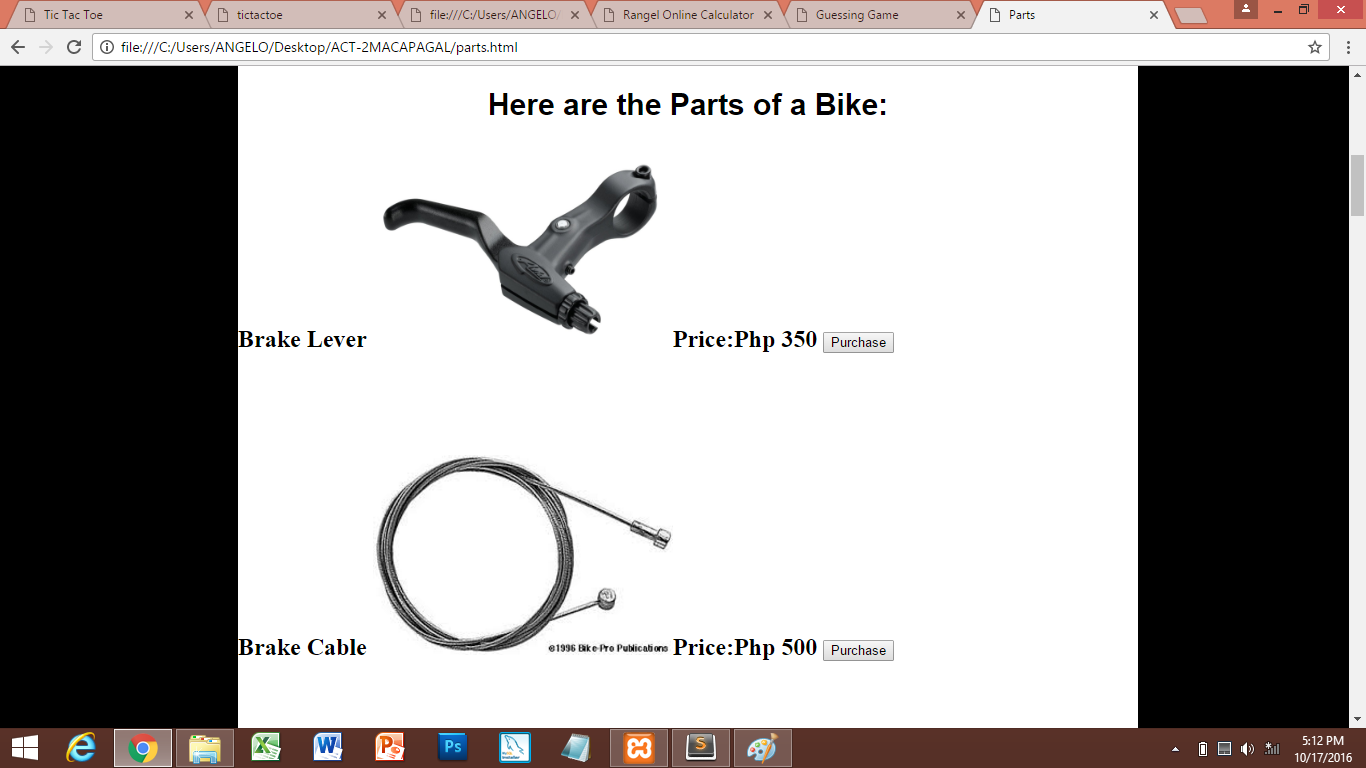 Tic Tac Toe
tictactoe
file:///C:/Users/ANGELO/
Rangel Online Calculator
Guessing Game
Parts
file:///C:/Users/ANGELO/Desktop/ACT-2MACAPAGAL/parts.html
Here are the Parts of a Bike:
Brake Lever Price:Php 350 Purchase
©1996 Bike-Pro Publications
Brake Cable Price:Php 500 Purchase
5:12 PM
10/17/2016